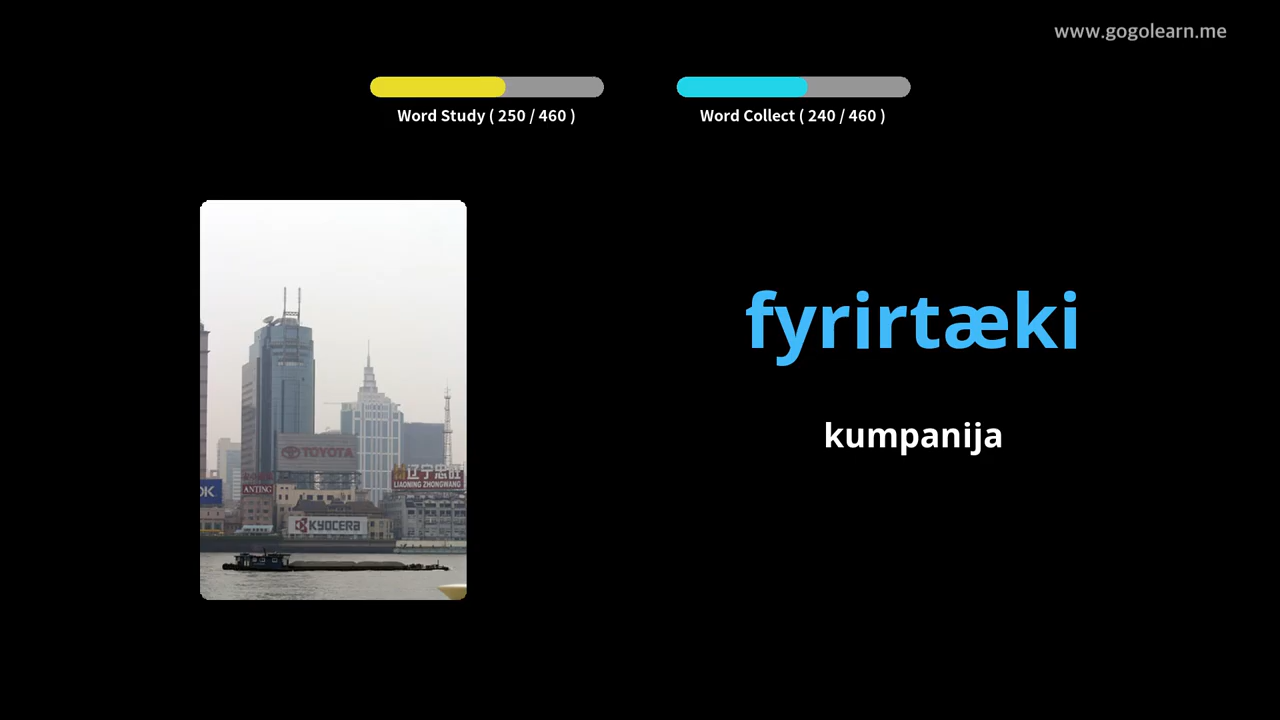 www.gogolearn.me
Word Study ( 250 / 460 )
Word Collect ( 240 / 460 )
fyrirtæki
kumpanija
TOYOTA
辽宁忠旺
LIAONING ZHONGWANG
OK
ANTING
KYOCERA